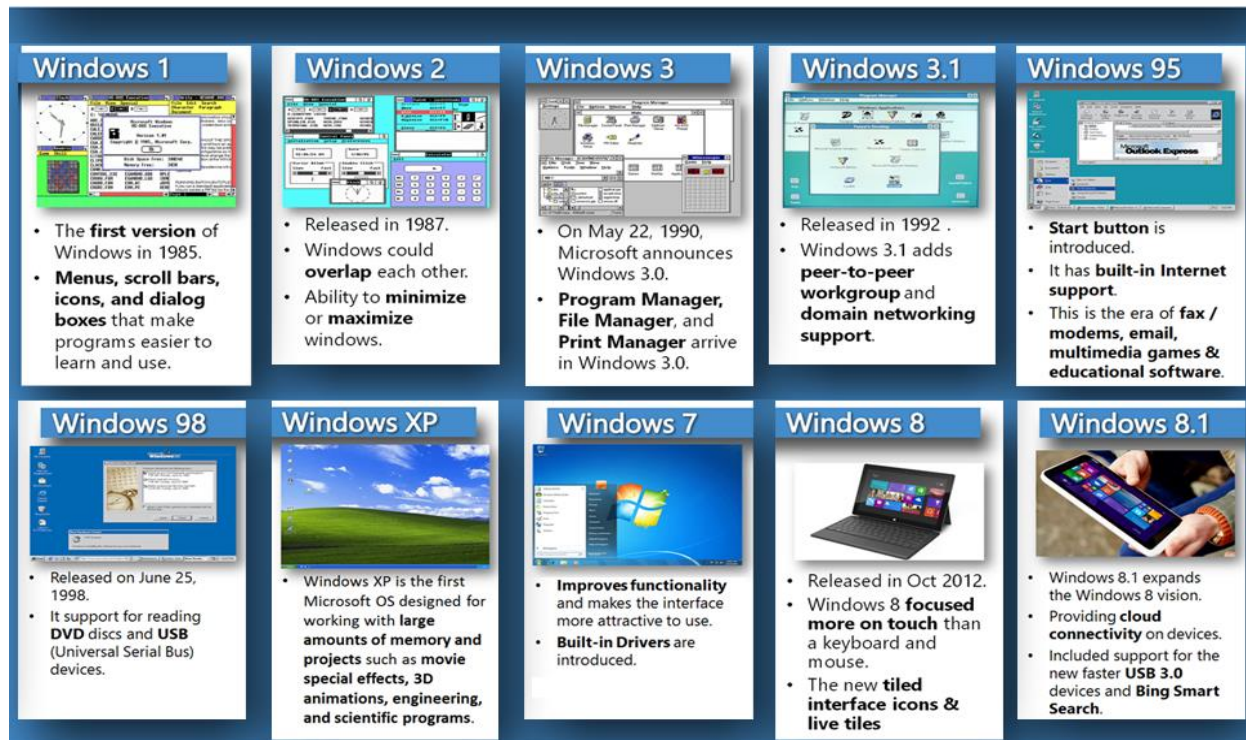 Windows 1
The first version of
Windows in 1985.
Menus, scroll bars,
icons, and dialog
boxes that make
programs easier to
learn and use.
Windows 2
Released in 1987.
Windows could
overlap each other.
Ability to minimize
or maximize
windows.
Windows 3
On May 22, 1990,
Microsoft announces
Windows 3.0.
Program Manager,
File Manager, and
Print Manager arrive
in Windows 3.0.
Windows 3.1
Released in 1992 .
Windows 3.1 adds
peer-to-peer
workgroup and
domain networking
support.
Windows 95
Microsoft
Outlook Express
Start button is
introduced.
It has built-in Internet
support.
This is the era of fax /
modems, email,
multimedia games &
educational software.
Windows 98
Released on June 25,
1998.
It support for reading
DVD discs and USB
(Universal Serial Bus)
devices.
Windows XP
Windows XP is the first
Microsoft OS designed for
working with large
amounts of memory and
projects such as movie
special effects, 3D
animations, engineering,
and scientific programs.
Windows 7
Improves functionality
and makes the interface
more attractive to use.
Built-in Drivers are
introduced.
Windows 8
Released in Oct 2012.
Windows 8 focused
more on touch than
a keyboard and
mouse.
The new tiled
interface icons &
live tiles
Windows 8.1
Windows 8.1 expands
the Windows 8 vision.
Providing cloud
connectivity on devices.
Included support for the
new faster USB 3.0
devices and Bing Smart
Search.